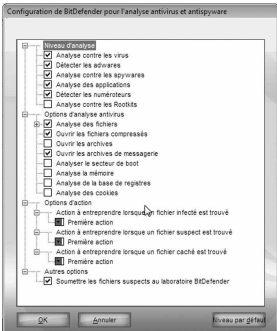 Configuration de BitDefender pour l'analyse antivirus et antispyware
Niveau d'analyse
Analyse contre les virus
Détecter les adwares
Analyse contre les spywares
Analyse des applications
Détecter les numéroteurs
Analyse contre les Rootkits
Options d'analyse antivirus
Analyse des fichiers
Ouvrir les fichiers compressés
Ouvrir les archives
Ouvrir les archives de messagerie
Analyser le secteur de boot
Analyse la mémoire
Analyse de la base de registres
Analyse des cookies
Options d'action
Action à entreprendre lorsque un fichier infecté est trouvé
Première action
Action à entreprendre lorsque un fichier suspect est trouvé
Première action
Action à entreprendre lorsque un fichier caché est trouvé
Première action
Autres options
Soumettre les fichiers suspects au laboratoire BitDefender
OK Annuler Niveau par défaut